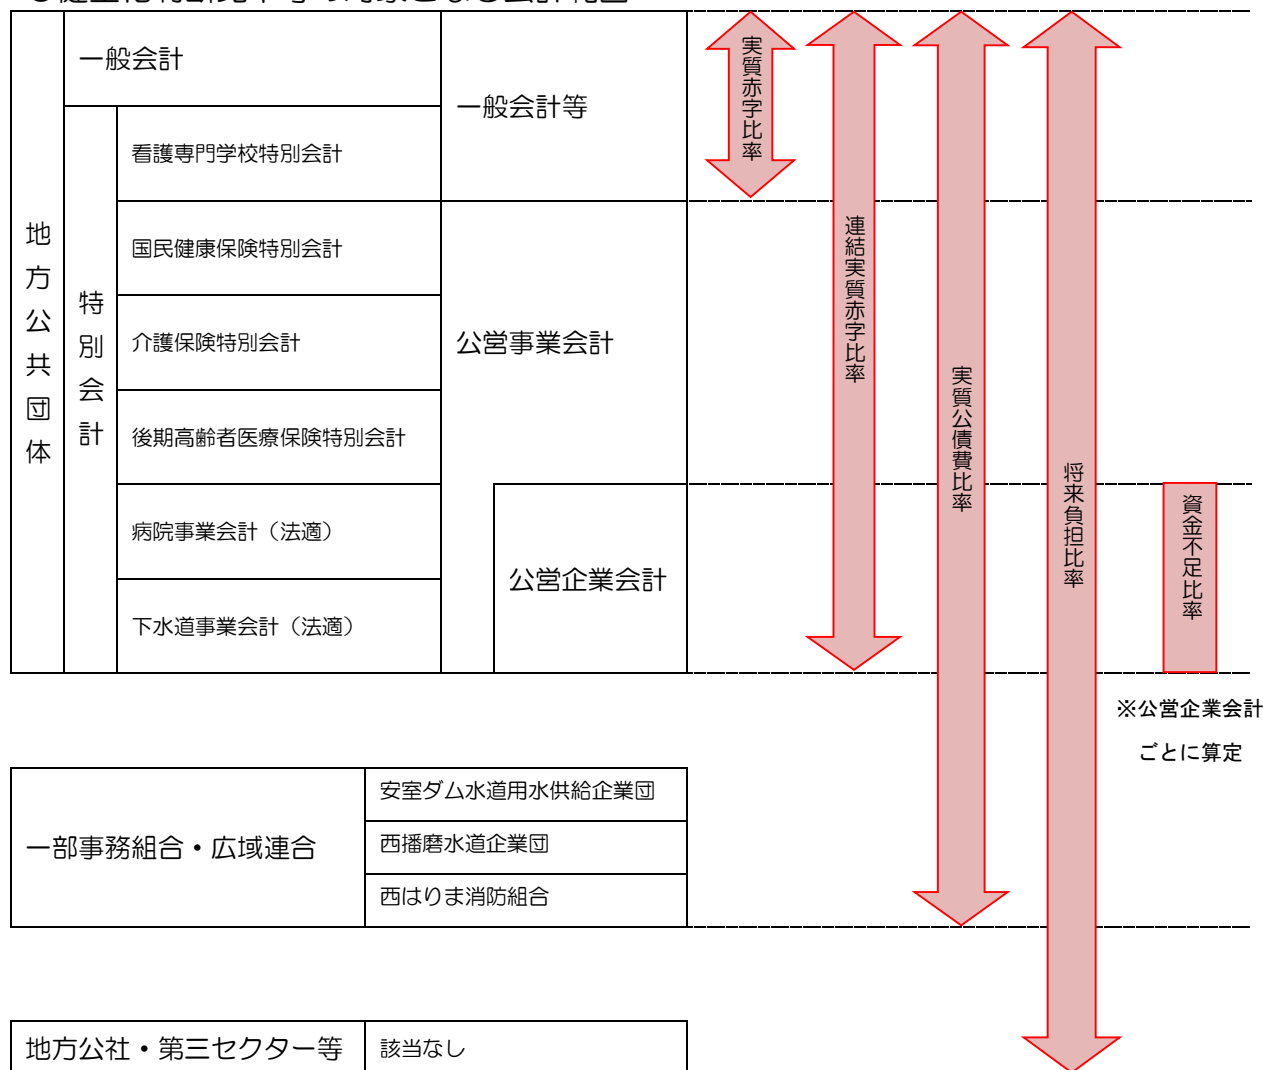 一般会計
一般会計等
看護専門学校特別会計
国民健康保険特別会計
介護保険特別会計
後期高齢者医療保険特別会計
病院事業会計（法適）
下水道事業会計（法適）
地方公共団体
特別会計
公営事業会計
公営企業会計
実質赤字比率
連結実質赤字比率
実質公債費比率
将来負担比率
資金不足比率
※公営企業会計
ごとに算定
一部事務組合・広域連合
安室ダム水道用水供給企業団
西播磨水道企業団
西はりま消防組合
地方公社・第三セクター等
該当なし